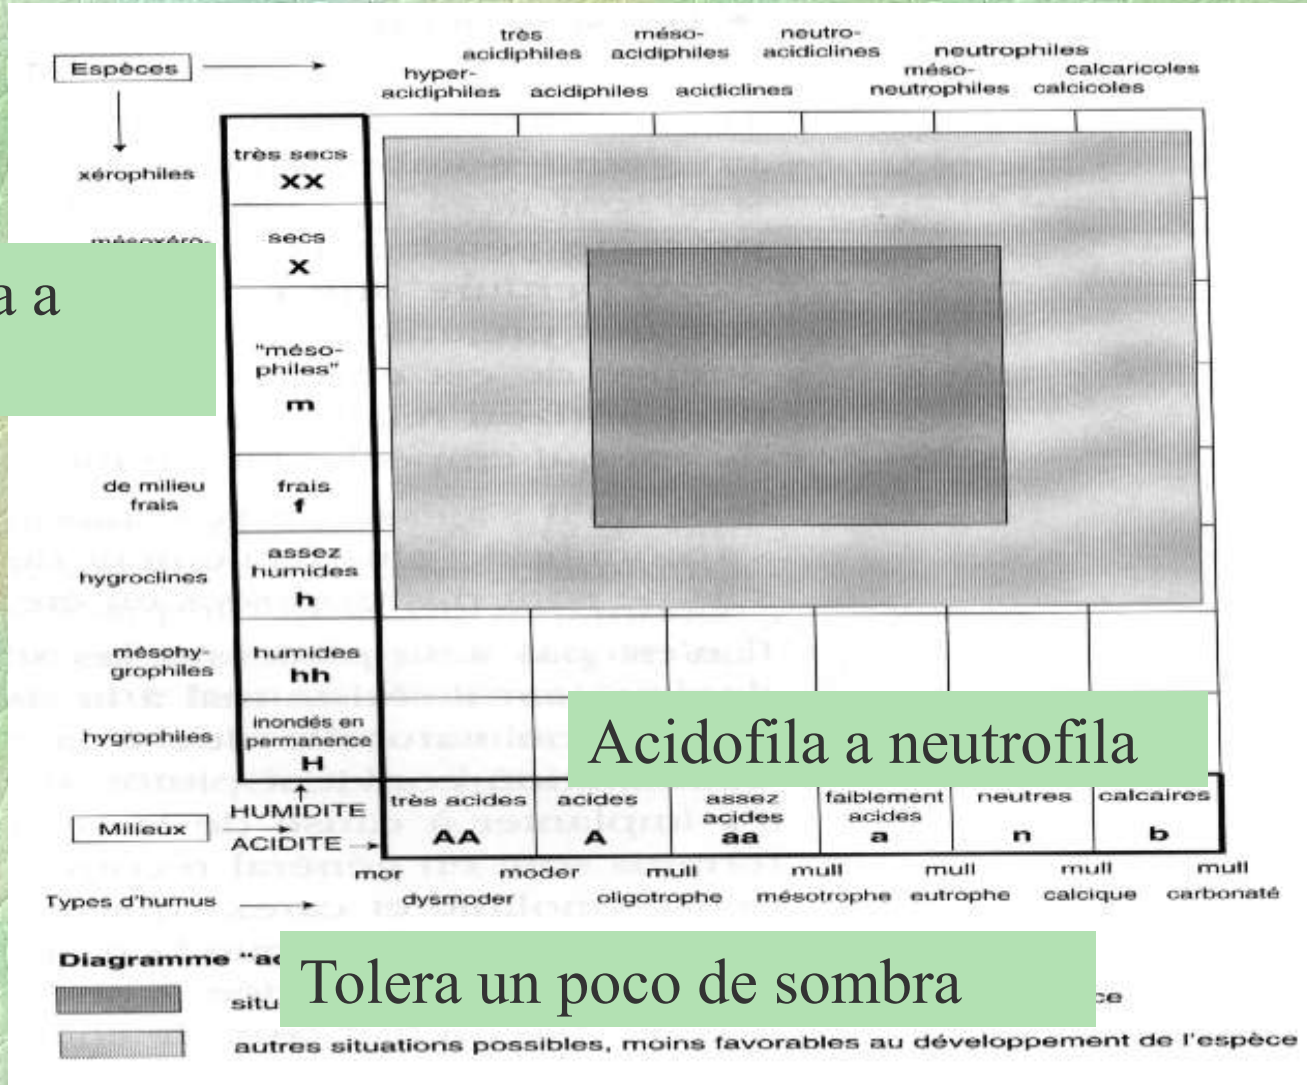 Espèces
très
acidiphiles
méso-
acidiphiles
neutro-
acidiclines
neutrophiles
hyper-
acidiphiles
acidiphiles
acidiclines
méso-
neutrophiles
calcaricoles
calcicoles
xérophiles
très secs
XX
mésoxéro-
secs
X
a a
"méso-
philes"
m
de milieu
frais
frais
f
hygroclines
assez
humides
h
mésohy-
grophiles
humides
hh
hygrophiles
inondés en
permanence
H
Acidofila a neutrofila
Milieux
HUMIDITE
ACIDITE
très acides
AA
acides
A
assez
acides
aa
faiblement
acides
a
neutres
n
calcaires
b
mor
moder
mull
mull
mull
mull
mull
Types d'humus
dysmoder
oligotrophe
mésotrophe
eutrophe
calcique
carbonaté
Diagramme
Tolera un poco de sombra
autres situations possibles, moins favorables au développement de l'espèce